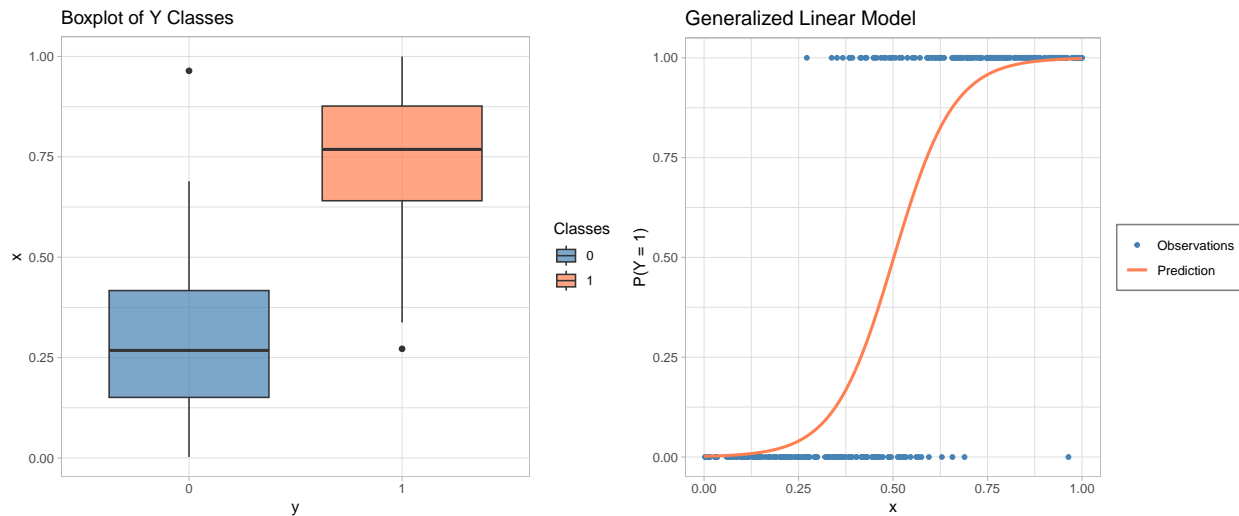 Boxplot of Y Classes
1.00
0.75
0.50
0.25
0.00
x
0
1
y
Classes
0
1
Generalized Linear Model
1.00
0.75
0.50
0.25
0.00
P(Y = 1)
0.00
0.25
0.50
0.75
1.00
x
Observations
Prediction